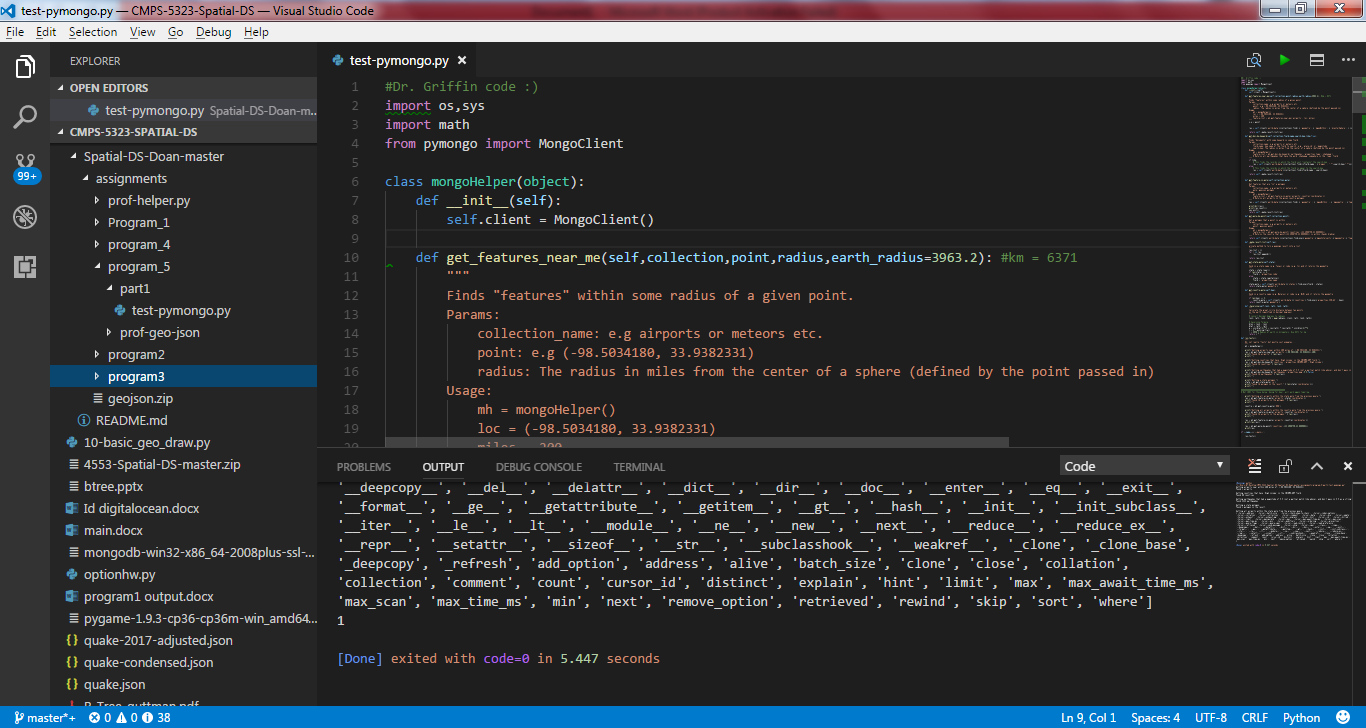 test-pymongo.py — CMPS-5323-Spatial-DS — Visual Studio Code
File Edit Selection View Go Debug Help
EXPLORER
OPEN EDITORS
test-pymongo.py Spatial-DS-Doan-m...
CMPS-5323-SPATIAL-DS
Spatial-DS-Doan-master
assignments
prof-helper.py
Program_1
program_4
program_5
part1
test-pymongo.py
prof-geo-json
program2
program3
geojson.zip
README.md
10-basic_geo_draw.py
4553-Spatial-DS-master.zip
btree.pptx
Id digitalocean.docx
main.docx
mongodb-win32-x86_64-2008plus-ssl-...
optionhw.py
program1 output.docx
pygame-1.9.3-cp36-cp36m-win_amd64...
quake-2017-adjusted.json
quake-condensed.json
quake.json
99+
test-pymongo.py
1 #Dr. Griffin code :)
2 import os,sys
3 import math
4 from pymongo import MongoClient
5
6 class mongoHelper(object):
7 def __init__(self):
8 self.client = MongoClient()
9
10 def get_features_near_me(self,collection,point,radius,earth_radius=3963.2): #km = 6371
11 """
12 Finds "features" within some radius of a given point.
13 Params:
14 collection_name: e.g airports or meteors etc.
15 point: e.g (-98.5034180, 33.9382331)
16 radius: The radius in miles from the center of a sphere (defined by the point passed in)
17 Usage:
18 mh = mongoHelper()
19 loc = (-98.5034180, 33.9382331)
PROBLEMS OUTPUT DEBUG CONSOLE TERMINAL Code
'__deepcopy__', '__del__', '__delattr__', '__dict__', '__dir__', '__doc__', '__enter__', '__eq__', '__exit__',
'__format__', '__ge__', '__getattribute__', '__getitem__', '__gt__', '__hash__', '__init__', '__init_subclass__',
'__iter__', '__le__', '__lt__', '__module__', '__ne__', '__new__', '__next__', '__reduce__', '__reduce_ex__',
'__repr__', '__setattr__', '__sizeof__', '__str__', '__subclasshook__', '__weakref__', '_clone', '_clone_base',
'_deepcopy', '_refresh', 'add_option', 'address', 'alive', 'batch_size', 'clone', 'close', 'collation',
'collection', 'comment', 'count', 'cursor_id', 'distinct', 'explain', 'hint', 'limit', 'max', 'max_await_time_ms',
'max_scan', 'max_time_ms', 'min', 'next', 'remove_option', 'retrieved', 'rewind', 'skip', 'sort', 'where']
1
[Done] exited with code=0 in 5.447 seconds
master*+ 0 0 38 Ln 9, Col 1 Spaces: 4 UTF-8 CRLF Python